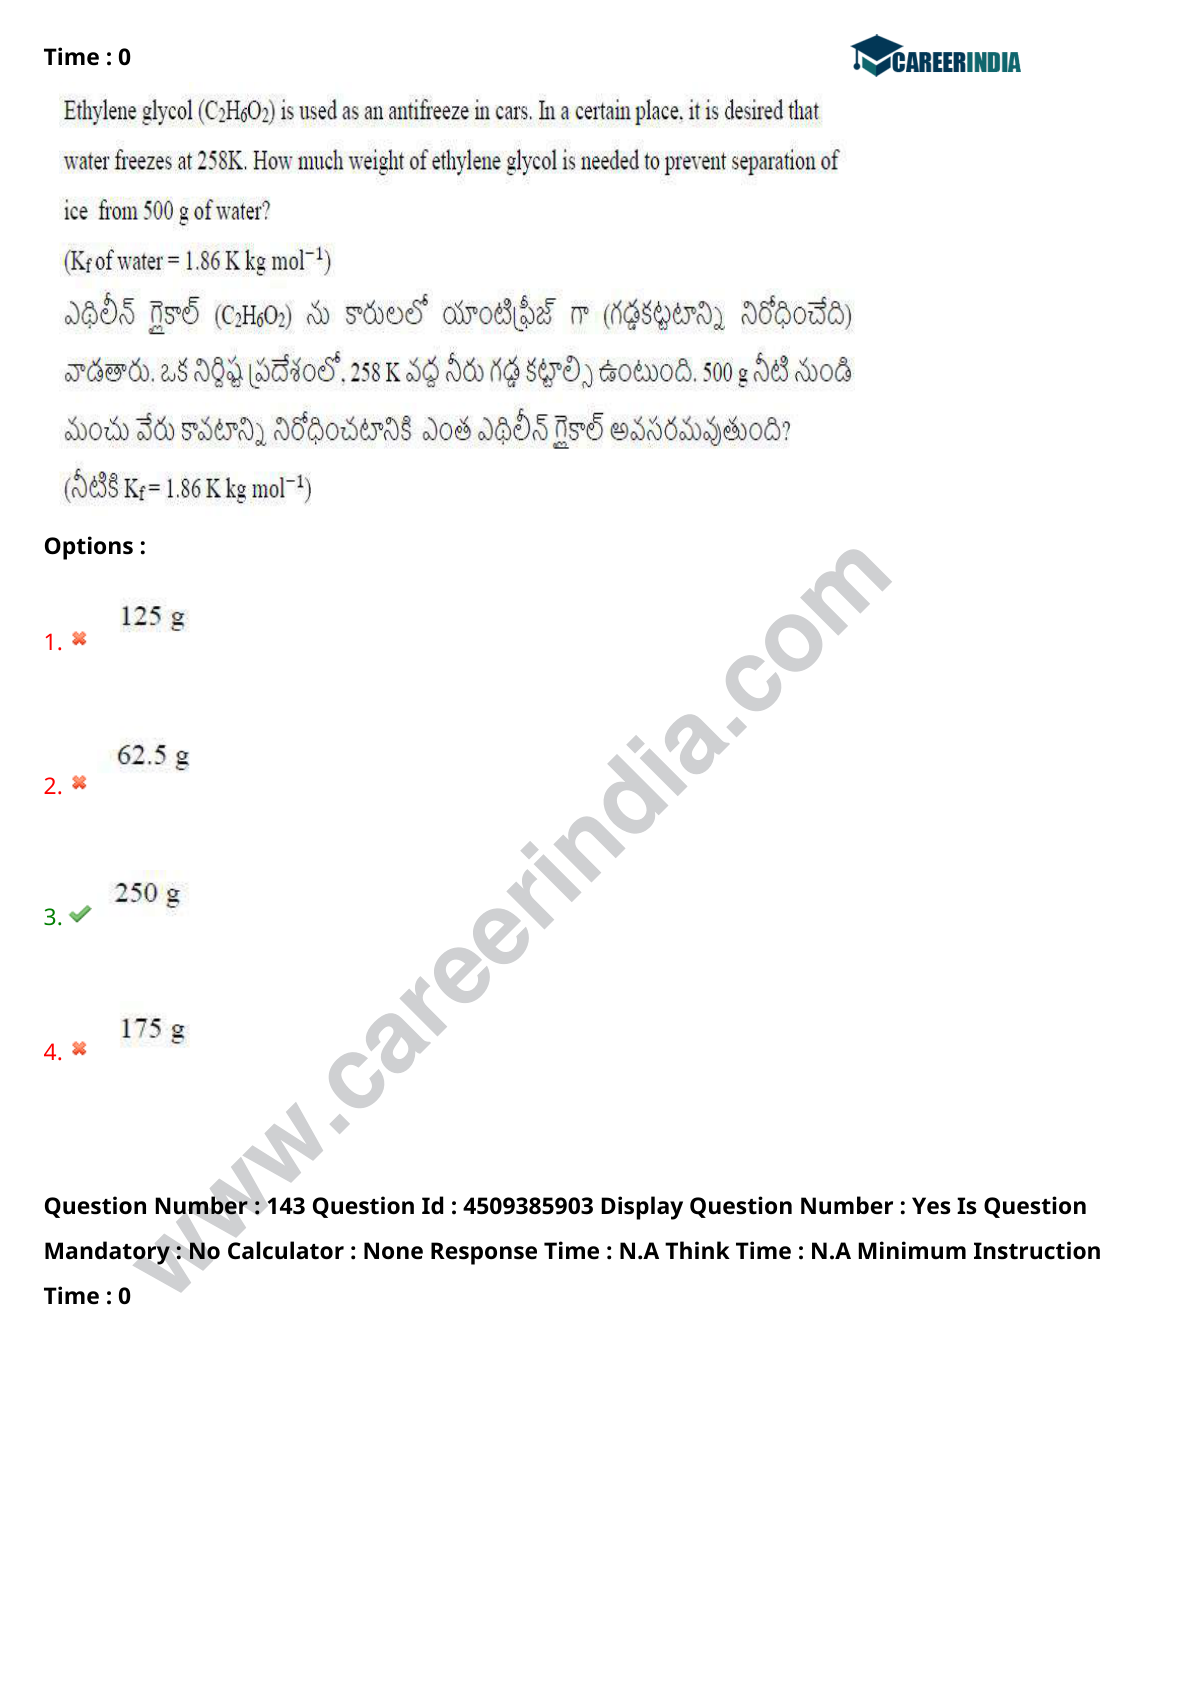 Time : 0
CAREERINDIA
Ethylene glycol (C₂H₆O₂) is used as an antifreeze in cars. In a certain place, it is desired that
water freezes at 258K. How much weight of ethylene glycol is needed to prevent separation of
ice from 500 g of water?
(Kf of water = 1.86 K kg mol⁻¹)
ఎథిలీన్ గ్లైకాల్ (C₂H₆O₂) ను కారులలో యాంటిఫ్రీజ్ గా (గడ్డకట్టటాన్ని నిరోధించేది)
వాడతారు. ఒక నిర్దిష్ట ప్రదేశంలో, 258 K వద్ద నీరు గడ్డ కట్టాల్సి ఉంటుంది. 500 g నీటి నుండి
మంచు వేరు కావటాన్ని నిరోధించటానికి ఎంత ఎథిలీన్ గ్లైకాల్ అవసరమవుతుంది?
(నీటికి Kf = 1.86 K kg mol⁻¹)
Options :
125 g
1.
62.5 g
2.
250 g
3.
175 g
4.
www.careerindia.com
Question Number : 143 Question Id : 4509385903 Display Question Number : Yes Is Question
Mandatory : No Calculator : None Response Time : N.A Think Time : N.A Minimum Instruction
Time : 0